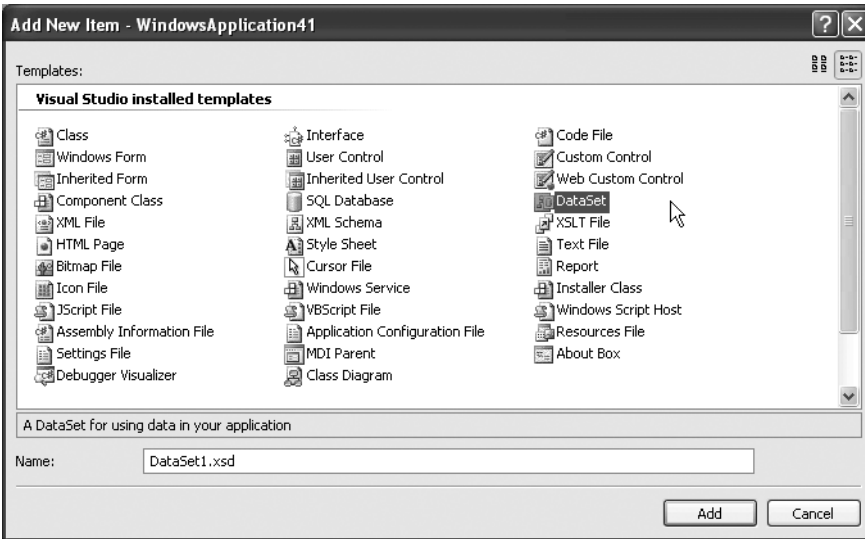 Add New Item - WindowsApplication41
Templates:
Visual Studio installed templates
Class Interface Code File
Windows Form User Control Custom Control
Inherited Form Inherited User Control Web Custom Control
Component Class SQL Database DataSet
XML File XML Schema XSLT File
HTML Page Style Sheet Text File
Bitmap File Cursor File Report
Icon File Windows Service Installer Class
JScript File VBScript File Windows Script Host
Assembly Information File Application Configuration File Resources File
Settings File MDI Parent About Box
Debugger Visualizer Class Diagram
A DataSet for using data in your application
Name: DataSet1.xsd
Add Cancel